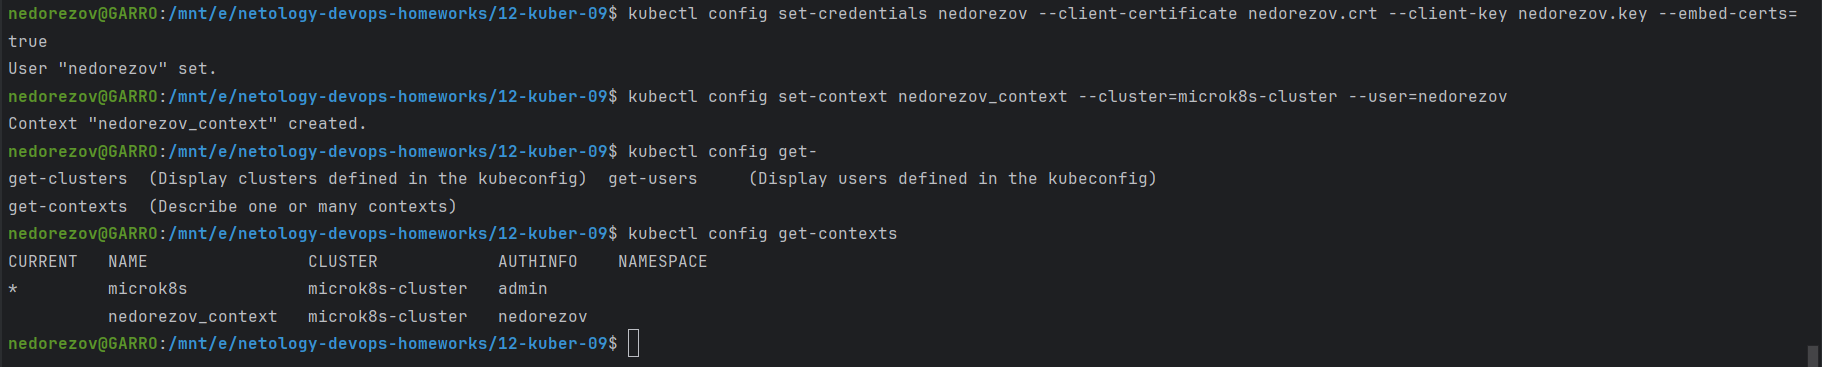 nedorezov@GARRO:/mnt/e/netology-devops-homeworks/12-kuber-09$ kubectl config set-credentials nedorezov --client-certificate nedorezov.crt --client-key nedorezov.key --embed-certs=
true
User "nedorezov" set.
nedorezov@GARRO:/mnt/e/netology-devops-homeworks/12-kuber-09$ kubectl config set-context nedorezov_context --cluster=microk8s-cluster --user=nedorezov
Context "nedorezov_context" created.
nedorezov@GARRO:/mnt/e/netology-devops-homeworks/12-kuber-09$ kubectl config get-
get-clusters  (Display clusters defined in the kubeconfig)  get-users     (Display users defined in the kubeconfig)
get-contexts  (Describe one or many contexts)
nedorezov@GARRO:/mnt/e/netology-devops-homeworks/12-kuber-09$ kubectl config get-contexts
CURRENT   NAME                CLUSTER            AUTHINFO    NAMESPACE
*         microk8s            microk8s-cluster   admin
          nedorezov_context   microk8s-cluster   nedorezov
nedorezov@GARRO:/mnt/e/netology-devops-homeworks/12-kuber-09$